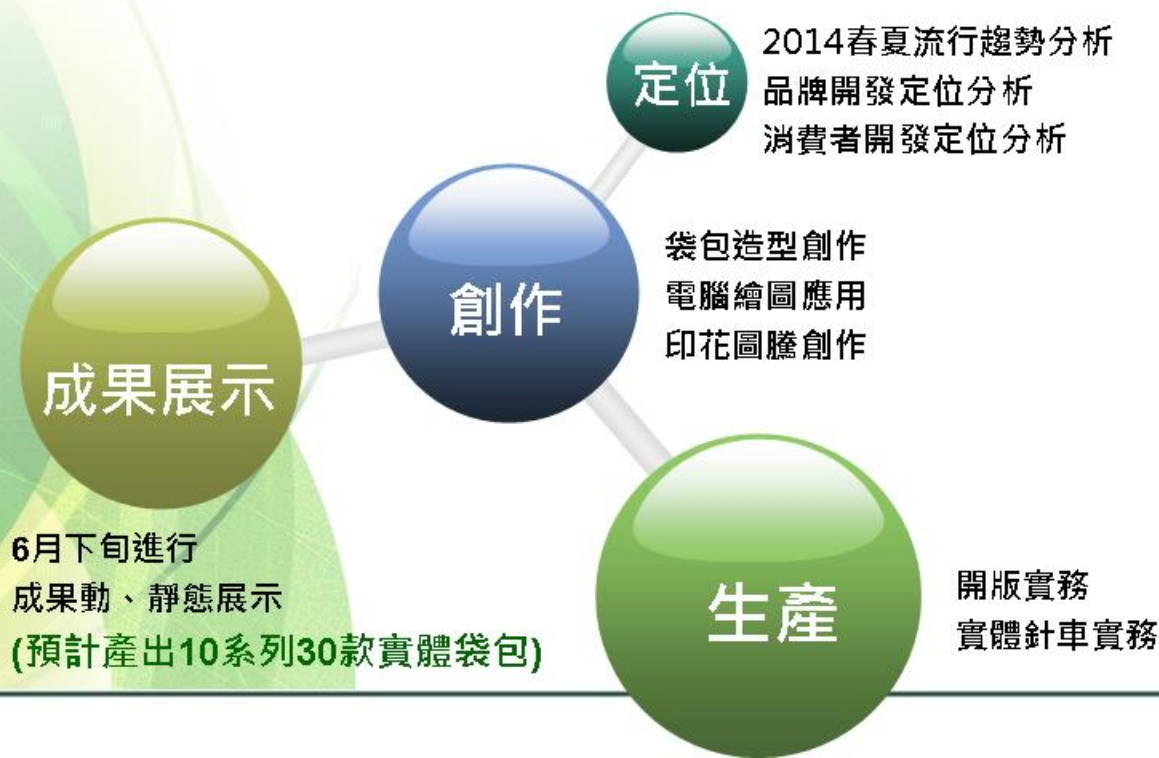 定位
2014春夏流行趨勢分析
品牌開發定位分析
消費者開發定位分析
創作
袋包造型創作
電腦繪圖應用
印花圖騰創作
成果展示
6月下旬進行
成果動、靜態展示
(預計產出10系列30款實體袋包)
生產
開版實務
實體針車實務